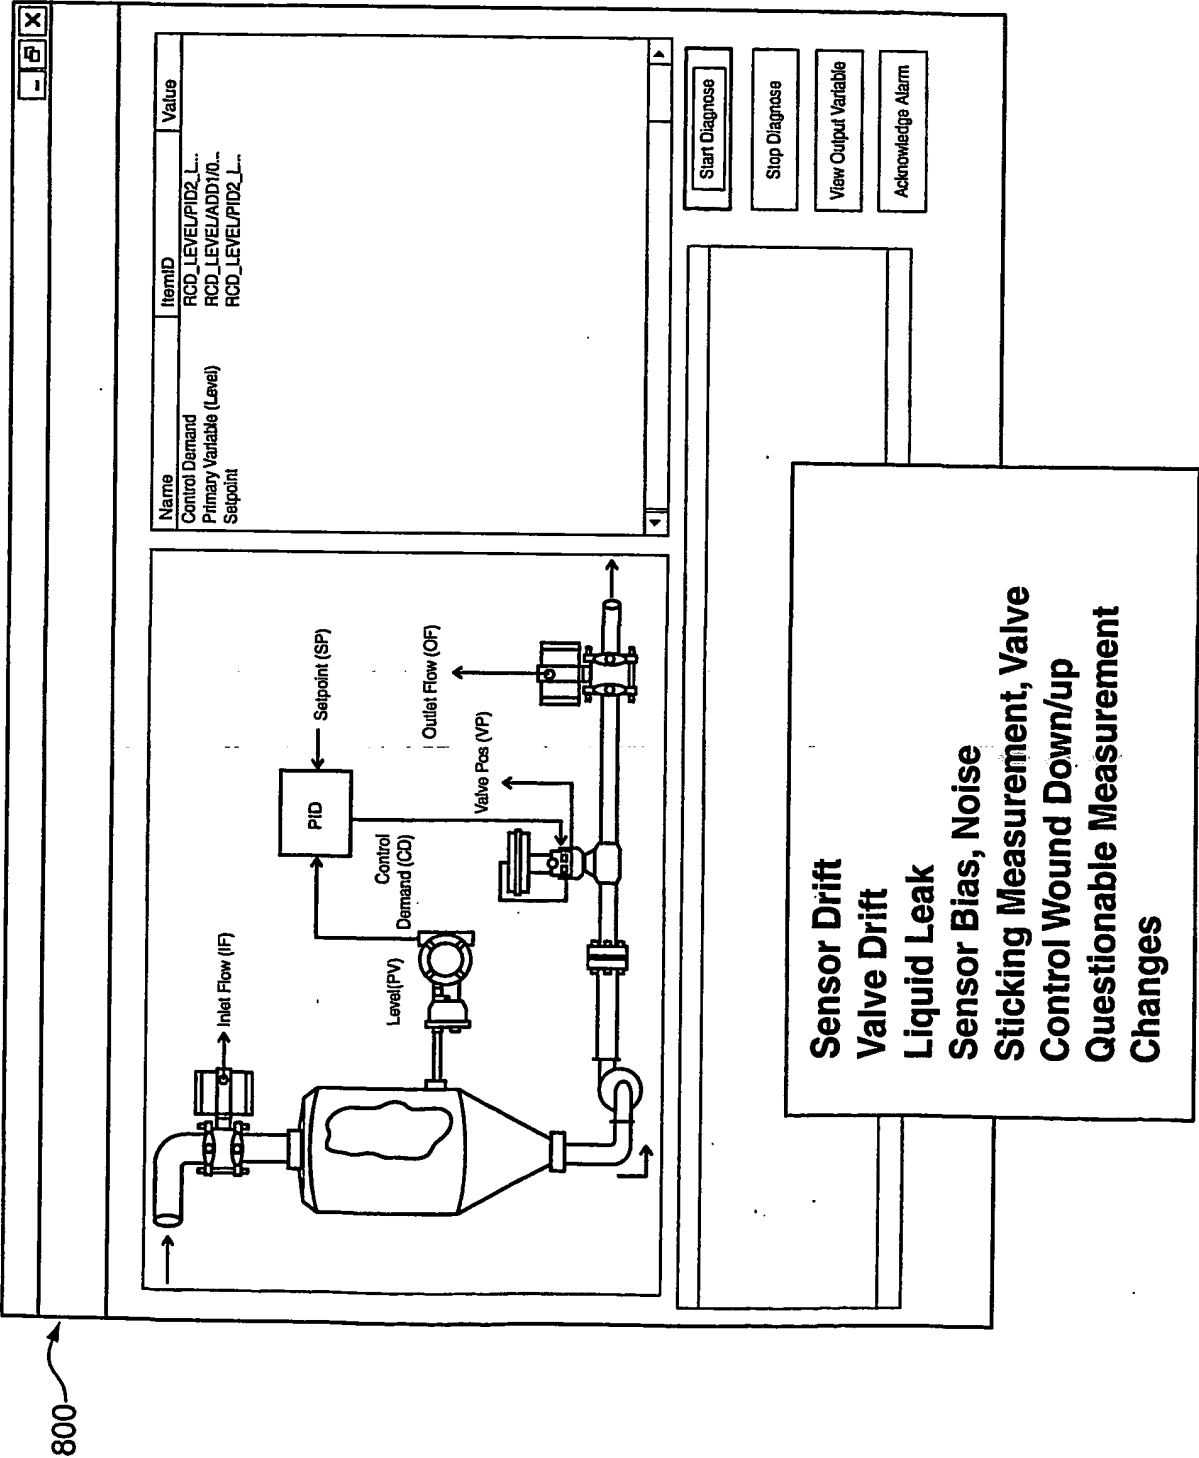 800
Inlet Flow (IF)
Level(PV)
Control
Demand (CD)
PID
Setpoint (SP)
Valve Pos (VP)
Outlet Flow (OF)
Name ItemID Value
Control Demand RCD_LEVEL/PID2_L...
Primary Variable (Level) RCD_LEVEL/ADD1/0...
Setpoint RCD_LEVEL/PID2_L...
Start Diagnose
Stop Diagnose
View Output Variable
Acknowledge Alarm
Sensor Drift
Valve Drift
Liquid Leak
Sensor Bias, Noise
Sticking Measurement, Valve
Control Wound Down/up
Questionable Measurement
Changes